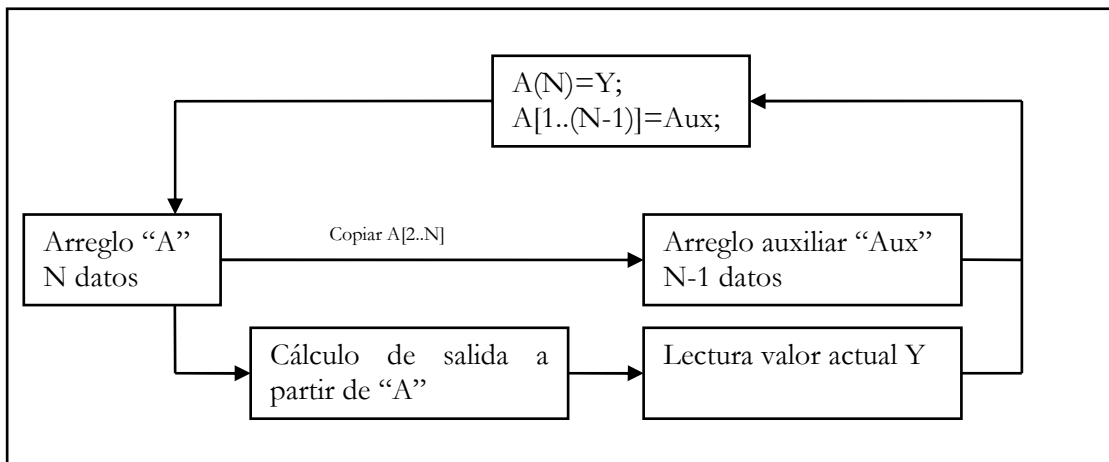 A(N)=Y;
A[1..(N-1)]=Aux;
Arreglo “A”
N datos
Copiar A[2..N]
Arreglo auxiliar “Aux”
N-1 datos
Cálculo de salida a
partir de “A”
Lectura valor actual Y